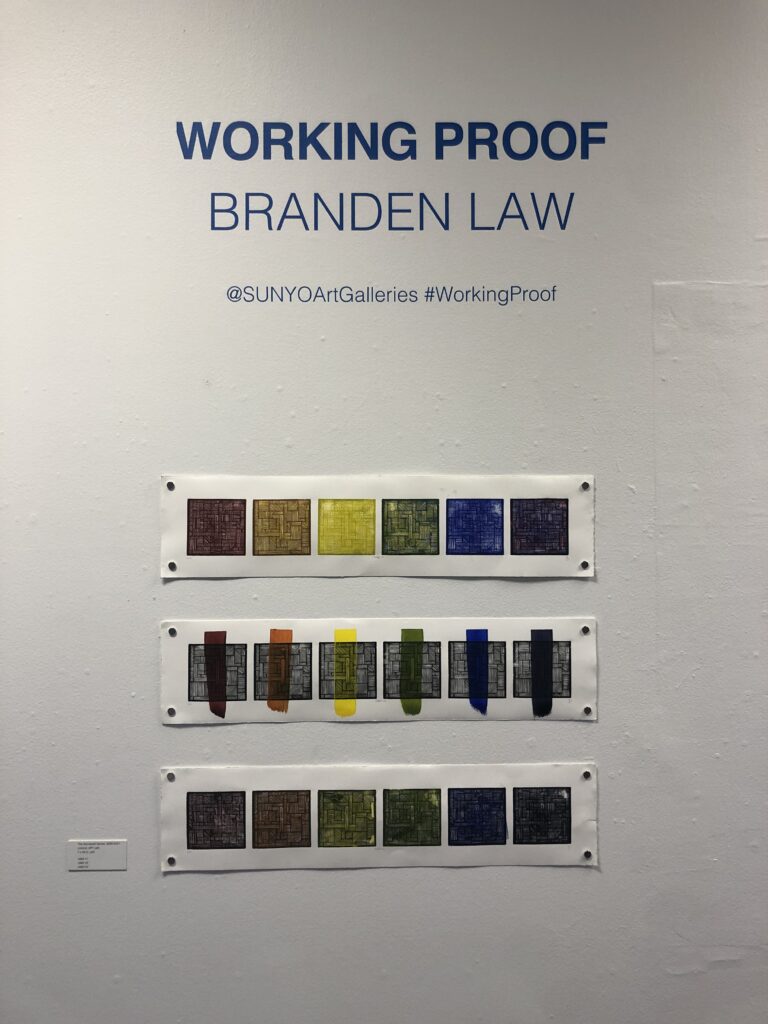 WORKING PROOF
BRANDEN LAW
@SUNYOArtGalleries #WorkingProof